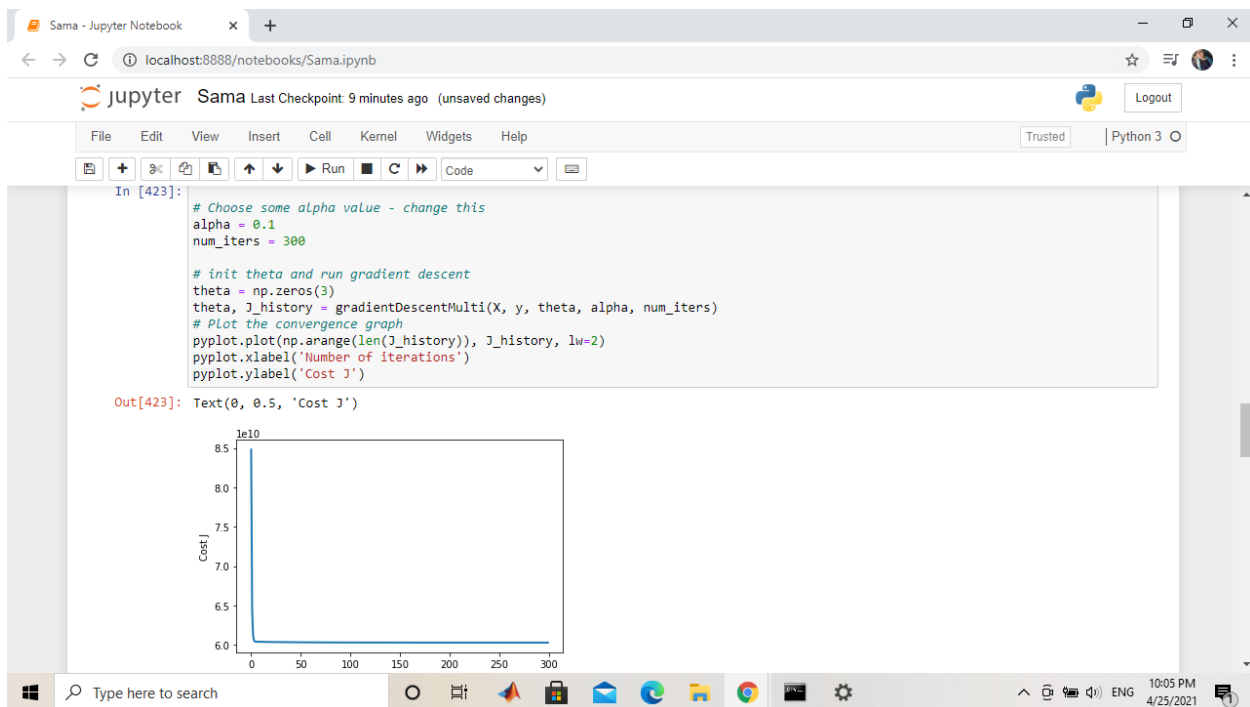 Sama - Jupyter Notebook
localhost:8888/notebooks/Sama.ipynb
jupyter Sama Last Checkpoint: 9 minutes ago (unsaved changes)
Logout
File Edit View Insert Cell Kernel Widgets Help
Trusted Python 3
Run Code
In [423]:
# Choose some alpha value - change this
alpha = 0.1
num_iters = 300
# init theta and run gradient descent
theta = np.zeros(3)
theta, J_history = gradientDescentMulti(X, y, theta, alpha, num_iters)
# Plot the convergence graph
pyplot.plot(np.arange(len(J_history)), J_history, lw=2)
pyplot.xlabel('Number of iterations')
pyplot.ylabel('Cost J')
Out[423]: Text(0, 0.5, 'Cost J')
1e10
8.5
8.0
7.5
7.0
6.5
6.0
Cost J
0 50 100 150 200 250 300
Type here to search
ENG
10:05 PM
4/25/2021
1